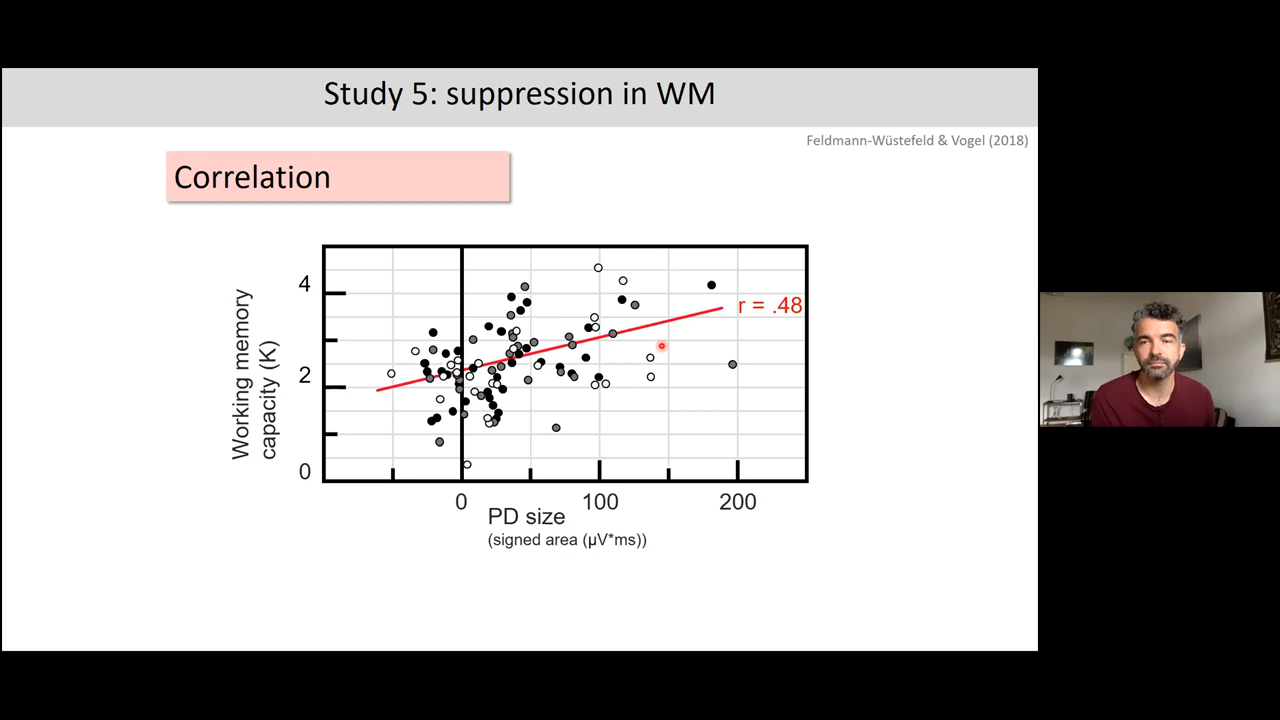 Study 5: suppression in WM
Feldmann-Wüstefeld & Vogel (2018)
Correlation
Working memory
capacity (K)
4
2
0
r = .48
0 100 200
PD size
(signed area (µV*ms))